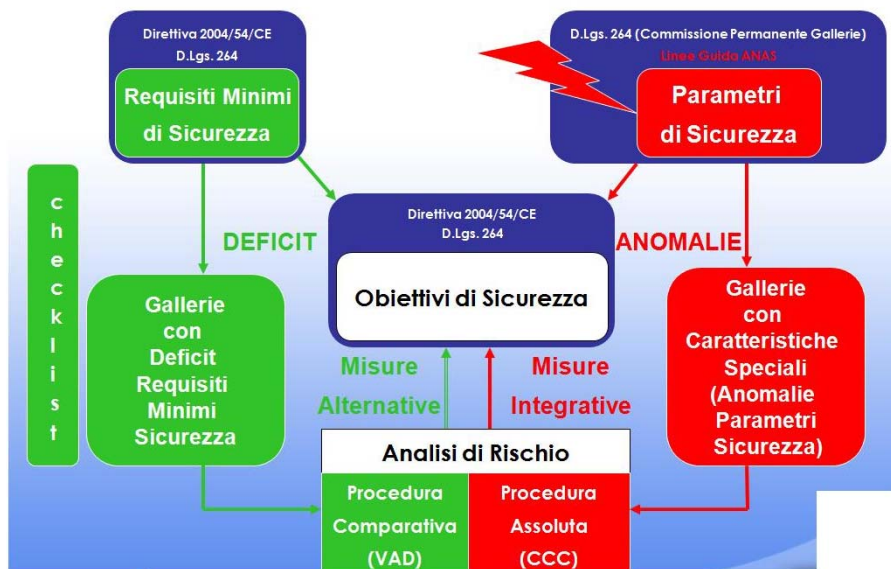 Direttiva 2004/54/CE
D.Lgs. 264
Requisiti Minimi
di Sicurezza
D.Lgs. 264 (Commissione Permanente Gallerie)
Linee Guida ANAS
Parametri
di Sicurezza
checklist
DEFICIT
Direttiva 2004/54/CE
D.Lgs. 264
Obiettivi di Sicurezza
ANOMALIE
Gallerie
con
Deficit
Requisiti
Minimi
Sicurezza
Misure
Alternative
Misure
Integrative
Gallerie
con
Caratteristiche
Speciali
(Anomalie
Parametri
Sicurezza)
Analisi di Rischio
Procedura
Comparativa
(VAD)
Procedura
Assoluta
(CCC)